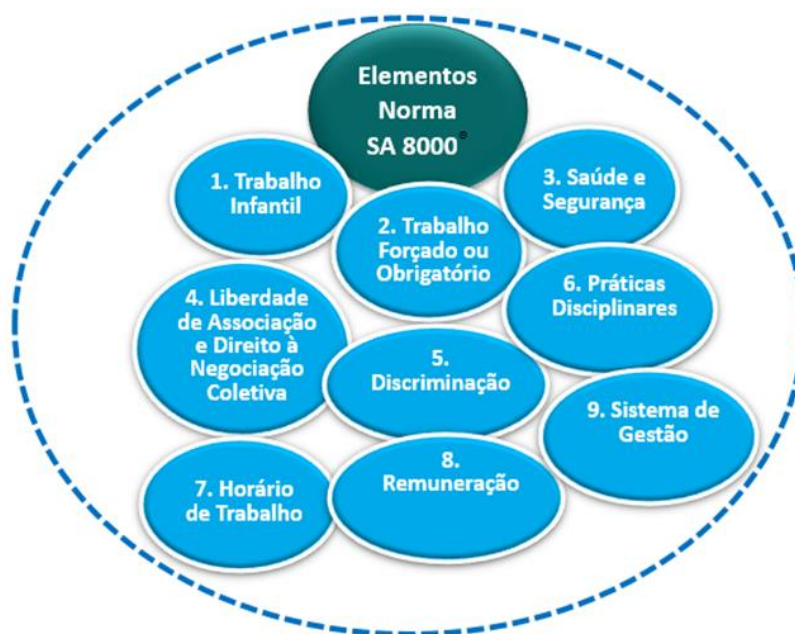 Elementos
Norma
SA 8000®
1. Trabalho
Infantil
2. Trabalho
Forçado ou
Obrigatório
3. Saúde e
Segurança
4. Liberdade
de Associação
e Direito à
Negociação
Coletiva
5.
Discriminação
6. Práticas
Disciplinares
7. Horário
de Trabalho
8.
Remuneração
9. Sistema de
Gestão